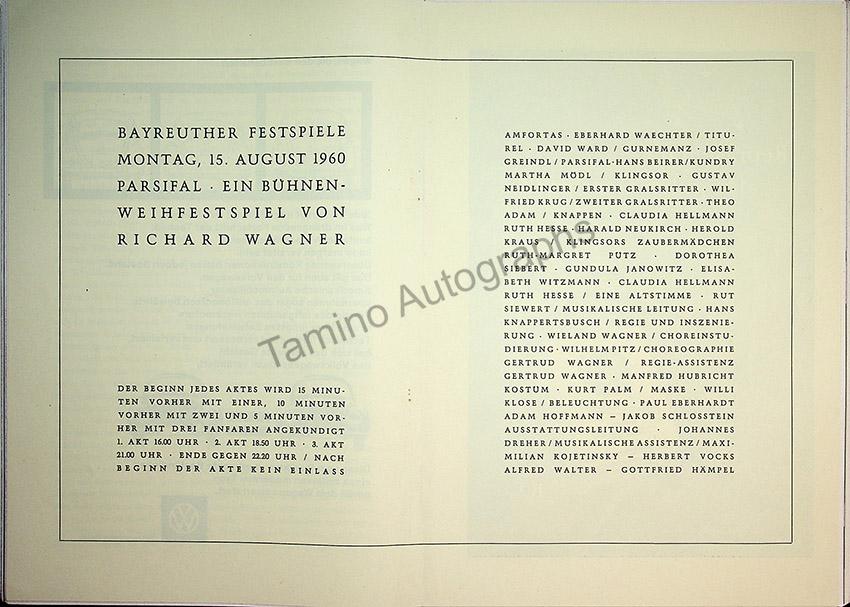 BAYREUTHER FESTSPIELE
MONTAG, 15. AUGUST 1960
PARSIFAL · EIN BÜHNEN-
WEIHFESTSPIEL VON
RICHARD WAGNER
DER BEGINN JEDES AKTES WIRD 15 MINU-
TEN VORHER MIT EINER, 10 MINUTEN
VORHER MIT ZWEI UND 5 MINUTEN VOR-
HER MIT DREI FANFAREN ANGEKÜNDIGT
1. AKT 16.00 UHR · 2. AKT 18.50 UHR · 3. AKT
21.00 UHR · ENDE GEGEN 22.20 UHR / NACH
BEGINN DER AKTE KEIN EINLASS
AMFORTAS · EBERHARD WAECHTER / TITU-
REL · DAVID WARD / GURNEMANZ · JOSEF
GREINDL / PARSIFAL · HANS BEIRER / KUNDRY
MARTHA MÖDL / KLINGSOR · GUSTAV
NEIDLINGER / ERSTER GRALSRITTER · WIL-
FRIED KRUG / ZWEITER GRALSRITTER · THEO
ADAM / KNAPPEN · CLAUDIA HELLMANN
RUTH HESSE · HARALD NEUKIRCH · HEROLD
KRAUS / KLINGSORS ZAUBERMÄDCHEN
RUTH-MARGRET PUTZ · DOROTHEA
SIEBERT · GUNDULA JANOWITZ · ELISA-
BETH WITZMANN · CLAUDIA HELLMANN
RUTH HESSE / EINE ALTSTIMME · RUT
SIEWERT / MUSIKALISCHE LEITUNG · HANS
KNAPPERTSBUSCH / REGIE UND INSZENIE-
RUNG · WIELAND WAGNER / CHOREINSTU-
DIERUNG · WILHELM PITZ / CHOREOGRAPHIE
GERTRUD WAGNER / REGIE-ASSISTENZ
GERTRUD WAGNER · MANFRED HUBRICHT
KOSTUM · KURT PALM / MASKE · WILLI
KLOSE / BELEUCHTUNG · PAUL EBERHARDT
ADAM HOFFMANN – JAKOB SCHLOSSTEIN
AUSSTATTUNGSLEITUNG · JOHANNES
DREHER / MUSIKALISCHE ASSISTENZ / MAXI-
MILIAN KOJETINSKY – HERBERT VOCKS
ALFRED WALTER – GOTTFRIED HÄMPEL
Tamino Autographs